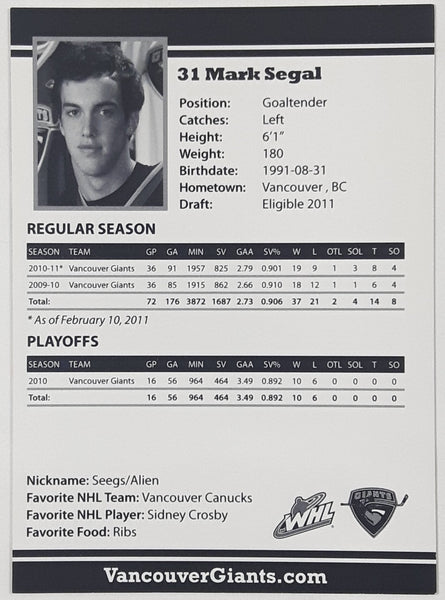 31 Mark Segal
Position: Goaltender
Catches: Left
Height: 6'1"
Weight: 180
Birthdate: 1991-08-31
Hometown: Vancouver , BC
Draft: Eligible 2011
REGULAR SEASON
SEASON TEAM GP GA MIN SV GAA SV% W L OTL SOL T SO
2010-11* Vancouver Giants 36 91 1957 825 2.79 0.901 19 9 1 3 8 4
2009-10 Vancouver Giants 36 85 1915 862 2.66 0.910 18 12 1 1 6 4
Total: 72 176 3872 1687 2.73 0.906 37 21 2 4 14 8
* As of February 10, 2011
PLAYOFFS
SEASON TEAM GP GA MIN SV GAA SV% W L OTL SOL T SO
2010 Vancouver Giants 16 56 964 464 3.49 0.892 10 6 0 0 0 0
Total: 16 56 964 464 3.49 0.892 10 6 0 0 0 0
Nickname: Seegs/Alien
Favorite NHL Team: Vancouver Canucks
Favorite NHL Player: Sidney Crosby
Favorite Food: Ribs
WHL
GIANTS
VancouverGiants.com